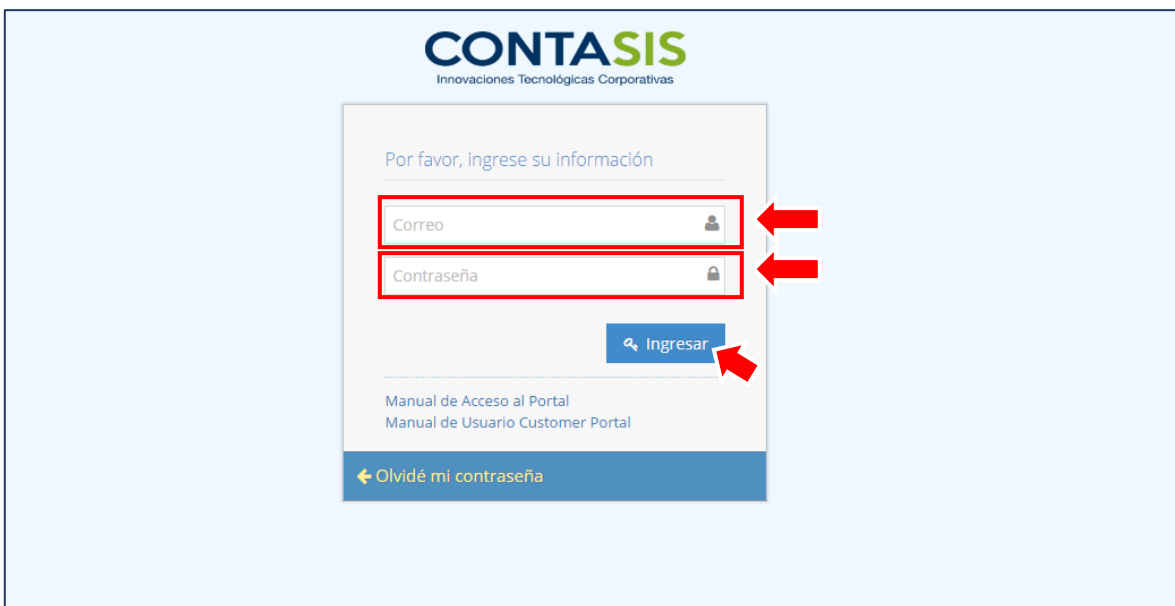 CONTASIS
Innovaciones Tecnológicas Corporativas
Por favor, ingrese su información
Correo
Contraseña
Ingresar
Manual de Acceso al Portal
Manual de Usuario Customer Portal
Olvidé mi contraseña